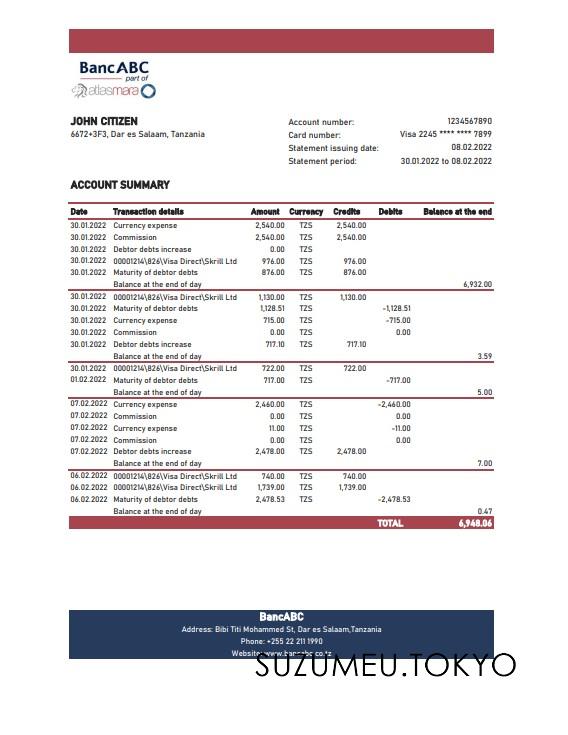 BancABC
part of
atlasmara
JOHN CITIZEN
6672+3F3, Dar es Salaam, Tanzania
Account number: 1234567890
Card number: Visa 2245 **** **** 7899
Statement issuing date: 08.02.2022
Statement period: 30.01.2022 to 08.02.2022
ACCOUNT SUMMARY
Date Transaction details Amount Currency Credits Debits Balance at the end
30.01.2022 Currency expense 2,540.00 TZS 2,540.00
30.01.2022 Commission 2,540.00 TZS 2,540.00
30.01.2022 Debtor debts increase 0.00 TZS
30.01.2022 00001214\826\Visa Direct\Skrill Ltd 976.00 TZS 976.00
30.01.2022 Maturity of debtor debts 876.00 TZS 876.00
Balance at the end of day 6,932.00
30.01.2022 00001214\826\Visa Direct\Skrill Ltd 1,130.00 TZS 1,130.00
30.01.2022 Maturity of debtor debts 1,128.51 TZS -1,128.51
30.01.2022 Currency expense 715.00 TZS -715.00
30.01.2022 Commission 0.00 TZS 0.00
30.01.2022 Debtor debts increase 717.10 TZS 717.10
Balance at the end of day 3.59
30.01.2022 00001214\826\Visa Direct\Skrill Ltd 722.00 TZS 722.00
01.02.2022 Maturity of debtor debts 717.00 TZS -717.00
Balance at the end of day 5.00
07.02.2022 Currency expense 2,460.00 TZS -2,460.00
07.02.2022 Commission 0.00 TZS 0.00
07.02.2022 Currency expense 11.00 TZS -11.00
07.02.2022 Commission 0.00 TZS 0.00
07.02.2022 Debtor debts increase 2,478.00 TZS 2,478.00
Balance at the end of day 7.00
06.02.2022 00001214\826\Visa Direct\Skrill Ltd 740.00 TZS 740.00
06.02.2022 00001214\826\Visa Direct\Skrill Ltd 1,739.00 TZS 1,739.00
06.02.2022 Maturity of debtor debts 2,478.53 TZS -2,478.53
Balance at the end of day 0.47
TOTAL 6,948.06
BancABC
Address: Bibi Titi Mohammed St, Dar es Salaam,Tanzania
Phone: +255 22 211 1990
Website: www.bancabc.co.tz
SUZUMEU.TOKYO